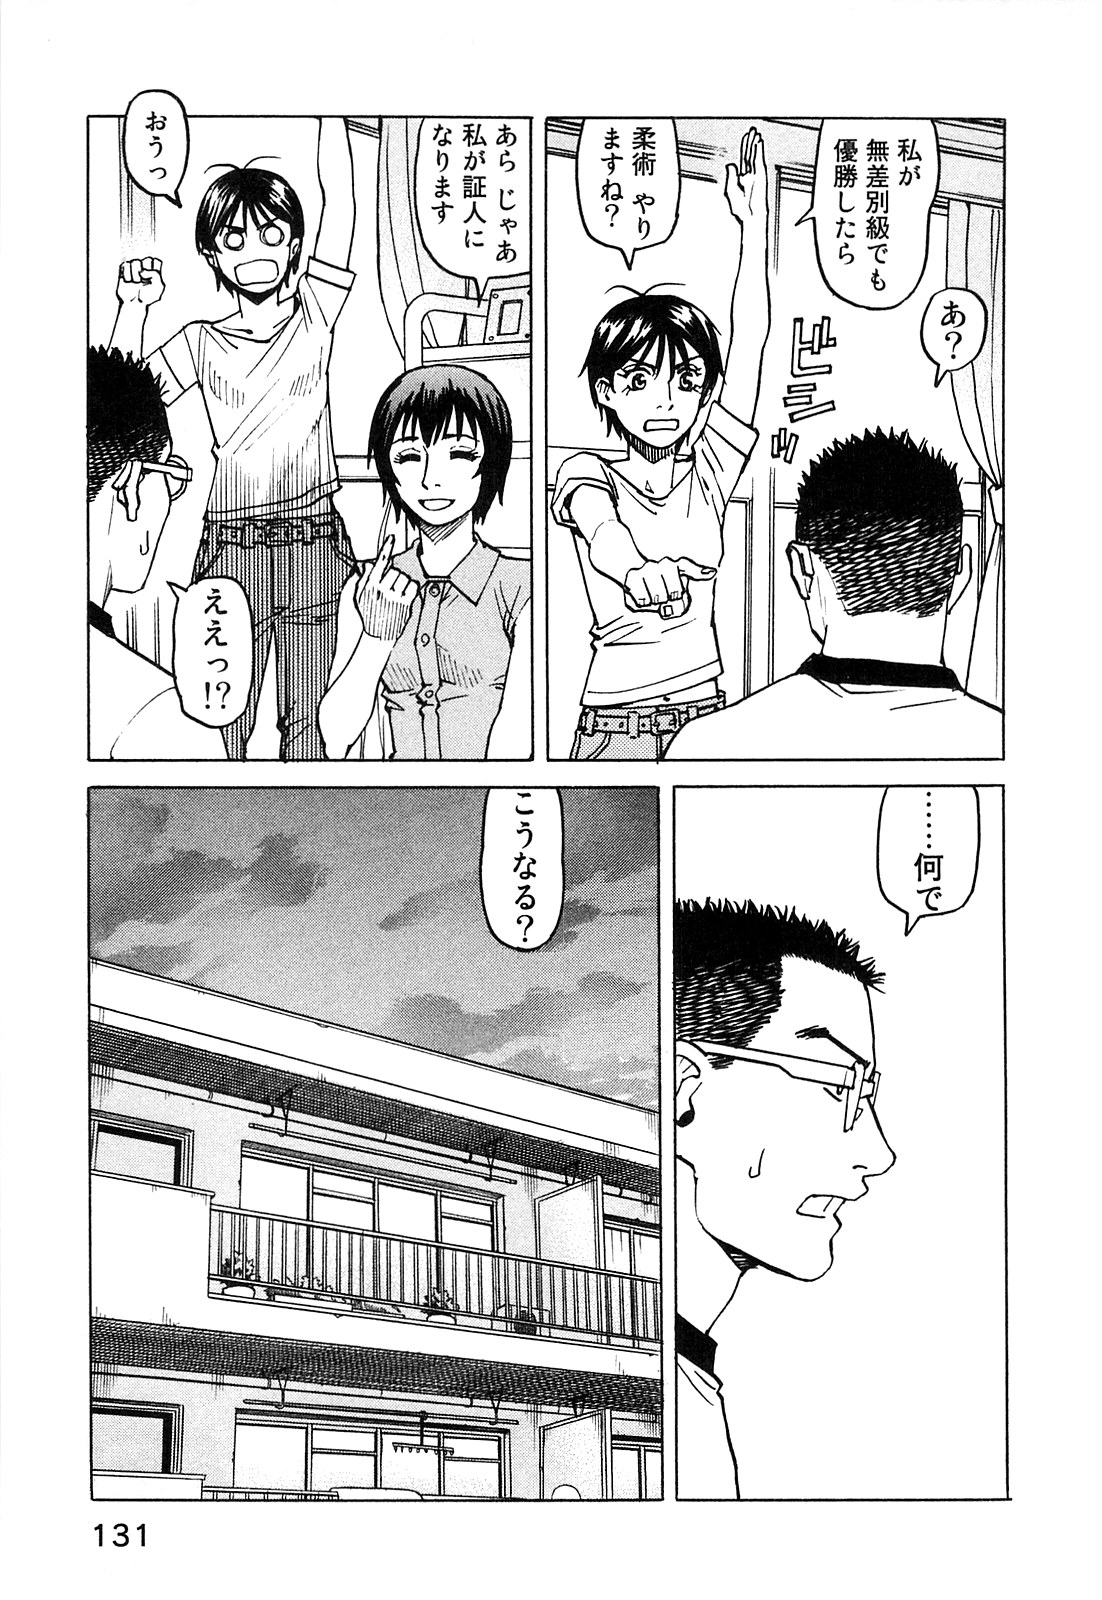 私が
無差別級でも
優勝したら
あ?
ビシッ
柔術 やり
ますね?
あら じゃあ
私が証人に
なります
おうっ
ええっ!?
……何で
こうなる?
131